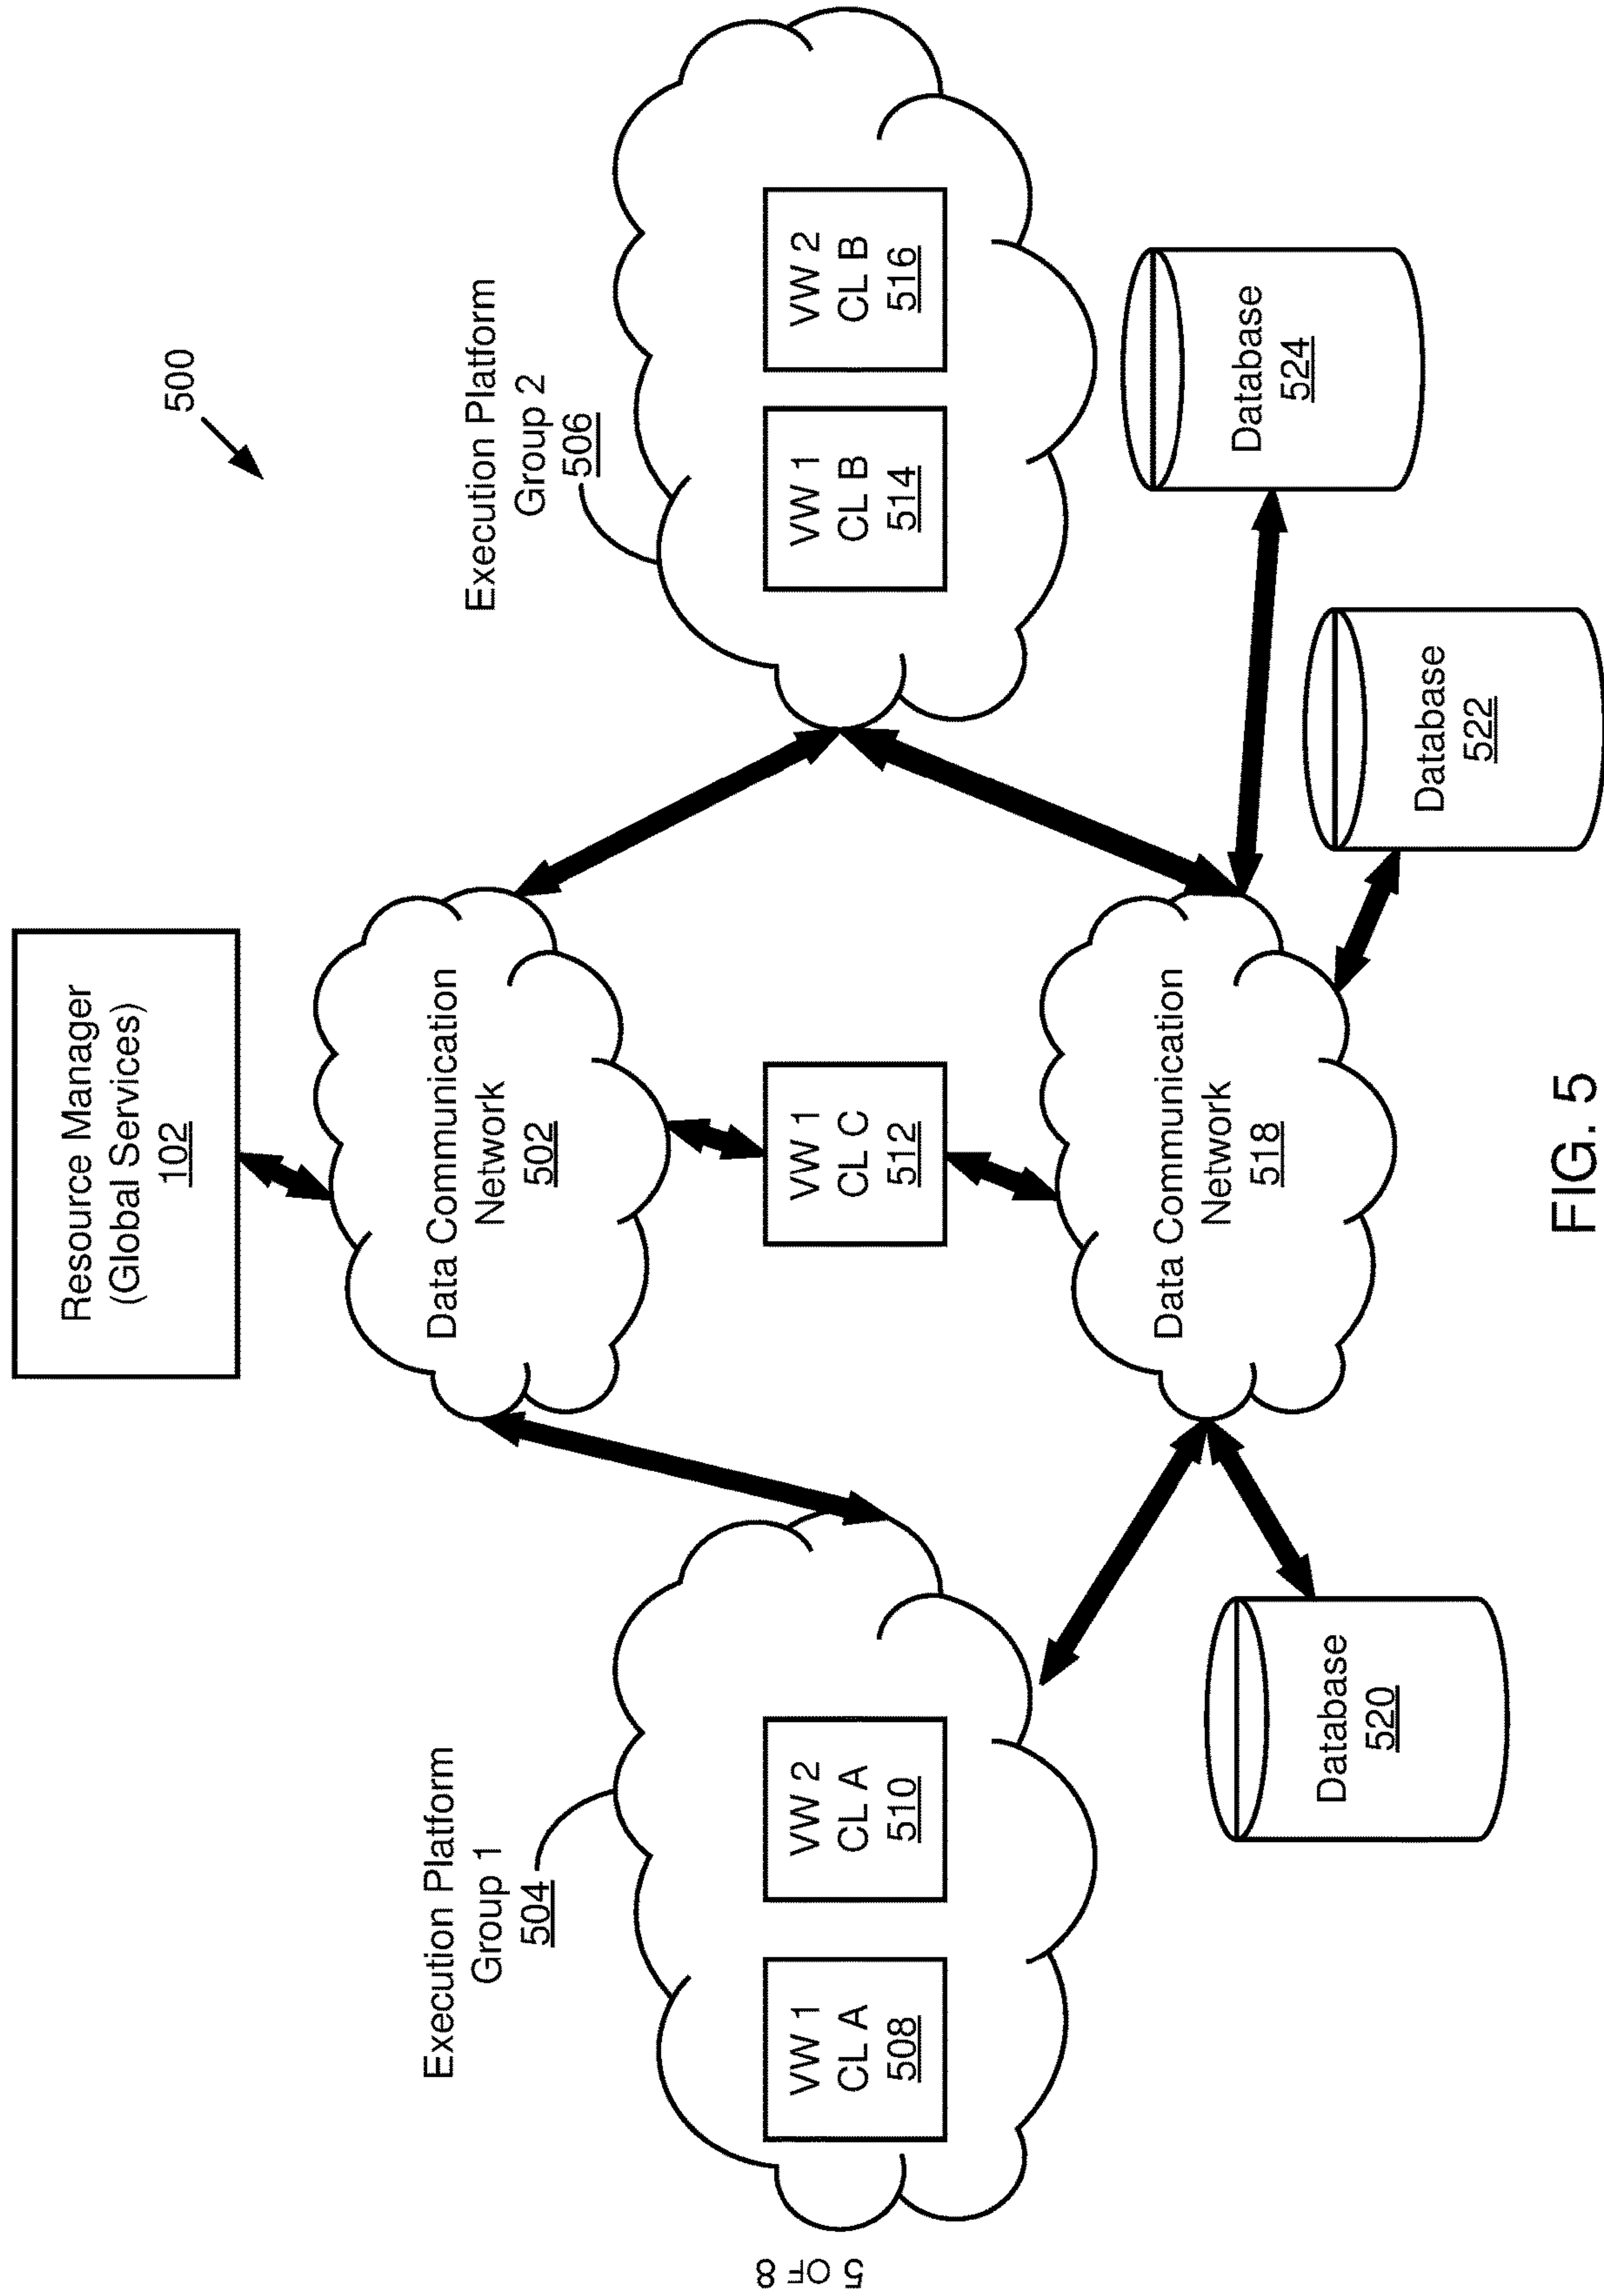 500
Resource Manager
(Global Services)
102
Data Communication
Network
502
Execution Platform
Group 1
504
VW 1
CL A
508
VW 2
CL A
510
VW 1
CL C
512
Execution Platform
Group 2
506
VW 1
CL B
514
VW 2
CL B
516
Data Communication
Network
518
Database
520
Database
522
Database
524
FIG. 5
5 OF 8